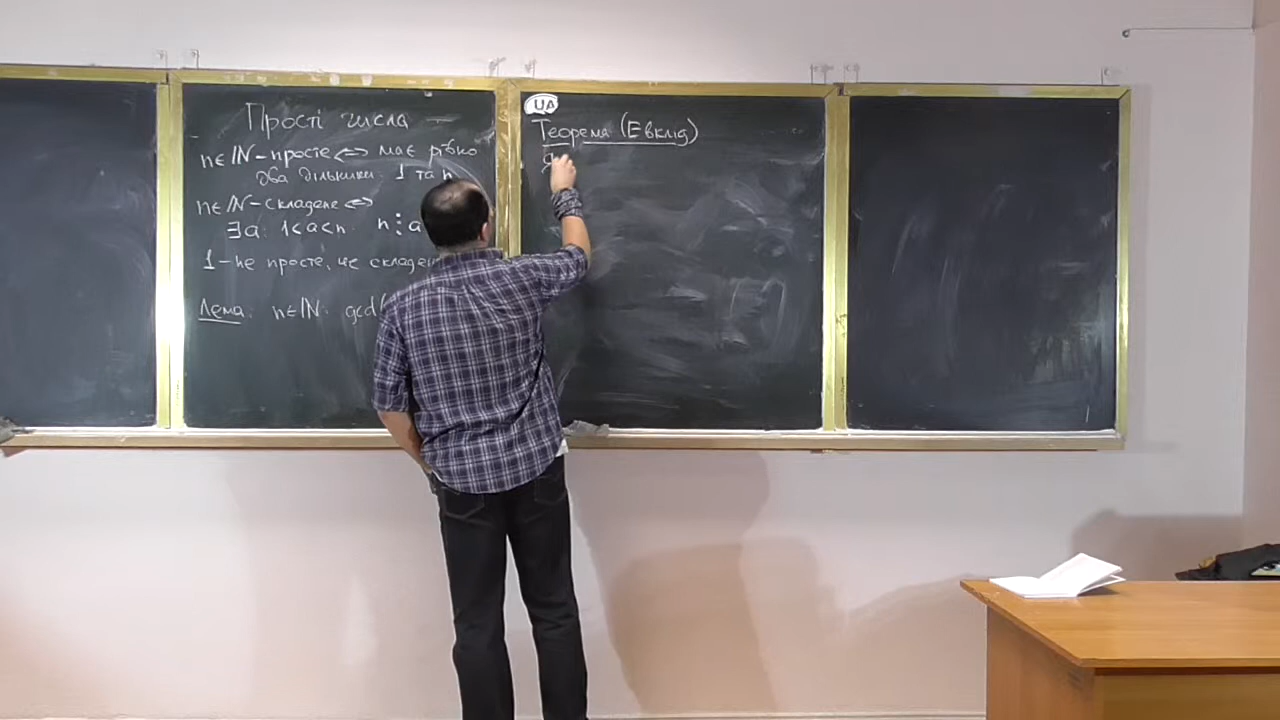 Прості числа
n∈ℕ – просте ⇔ має рівно
два дільники: 1 та n
n∈ℕ – складене ⇔
∃a: 1<a<n: n⋮a
1 – не просте, не складене
Лема: n∈ℕ: gcd(
UA
Теорема (Евклід)